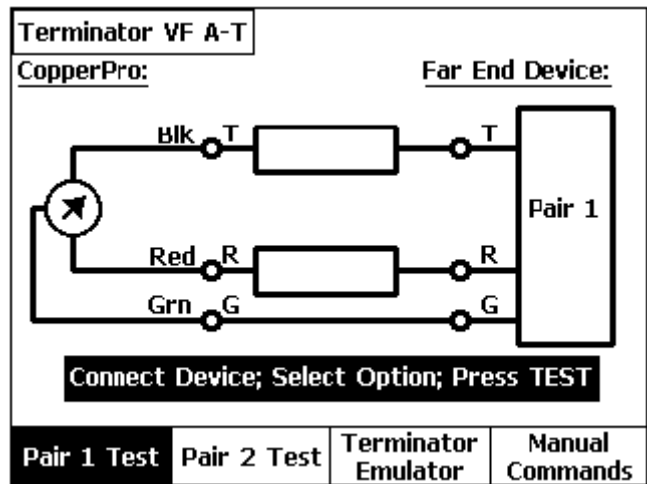 Terminator VF A-T
CopperPro: Far End Device:
Blk T T
Pair 1
Red R R
Grn G G
Connect Device; Select Option; Press TEST
Pair 1 Test Pair 2 Test Terminator Emulator Manual Commands